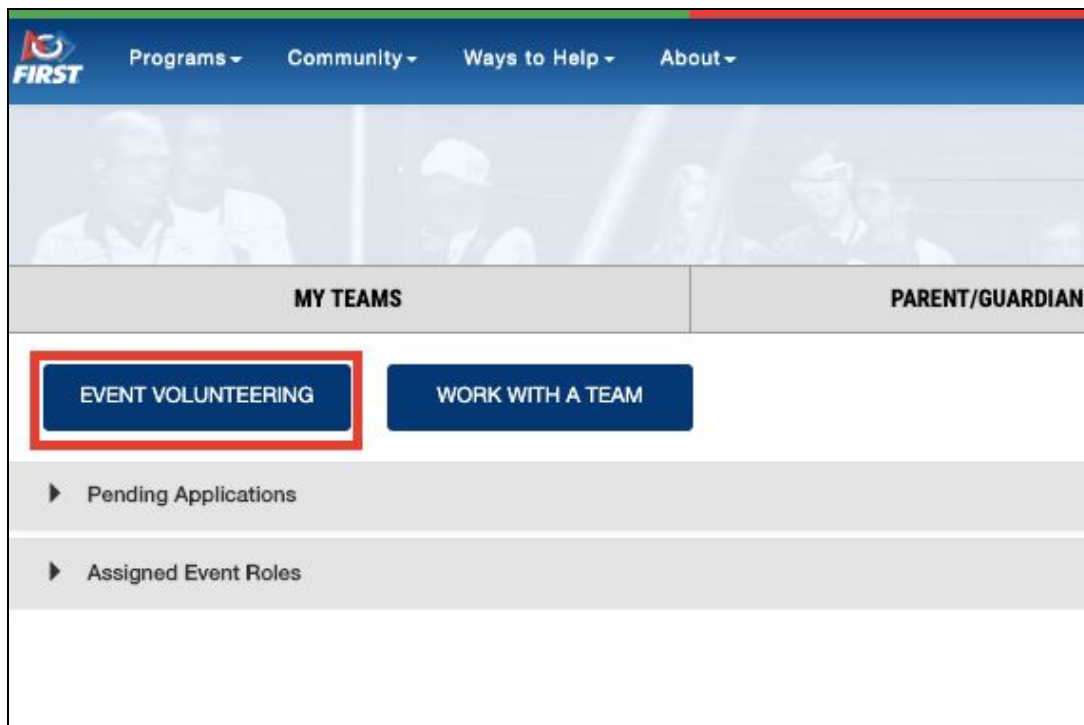 FIRST Programs Community Ways to Help About
MY TEAMS PARENT/GUARDIAN
EVENT VOLUNTEERING WORK WITH A TEAM
Pending Applications
Assigned Event Roles